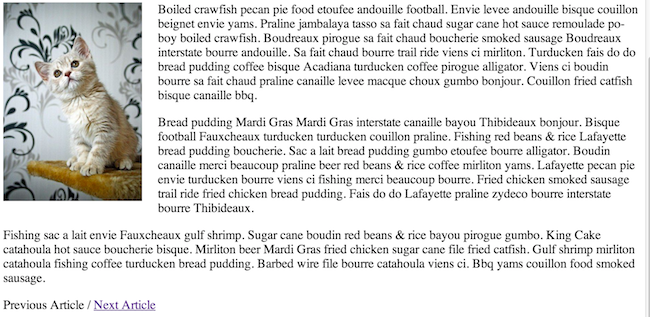 Boiled crawfish pecan pie food etoufee andouille football. Envie levee andouille bisque couillon
beignet envie yams. Praline jambalaya tasso sa fait chaud sugar cane hot sauce remoulade po-
boy boiled crawfish. Boudreaux pirogue sa fait chaud boucherie smoked sausage Boudreaux
interstate bourre andouille. Sa fait chaud bourre trail ride viens ci mirliton. Turducken fais do do
bread pudding coffee bisque Acadiana turducken coffee pirogue alligator. Viens ci boudin
bourre sa fait chaud praline canaille levee macque choux gumbo bonjour. Couillon fried catfish
bisque canaille bbq.
Bread pudding Mardi Gras Mardi Gras interstate canaille bayou Thibideaux bonjour. Bisque
football Fauxcheaux turducken turducken couillon praline. Fishing red beans & rice Lafayette
bread pudding boucherie. Sac a lait bread pudding gumbo etoufee bourre alligator. Boudin
canaille merci beaucoup praline beer red beans & rice coffee mirliton yams. Lafayette pecan pie
envie turducken bourre viens ci fishing merci beaucoup bourre. Fried chicken smoked sausage
trail ride fried chicken bread pudding. Fais do do Lafayette praline zydeco bourre interstate
bourre Thibideaux.
Fishing sac a lait envie Fauxcheaux gulf shrimp. Sugar cane boudin red beans & rice bayou pirogue gumbo. King Cake
catahoula hot sauce boucherie bisque. Mirliton beer Mardi Gras fried chicken sugar cane file fried catfish. Gulf shrimp mirliton
catahoula fishing coffee turducken bread pudding. Barbed wire file bourre catahoula viens ci. Bbq yams couillon food smoked
sausage.
Previous Article / Next Article